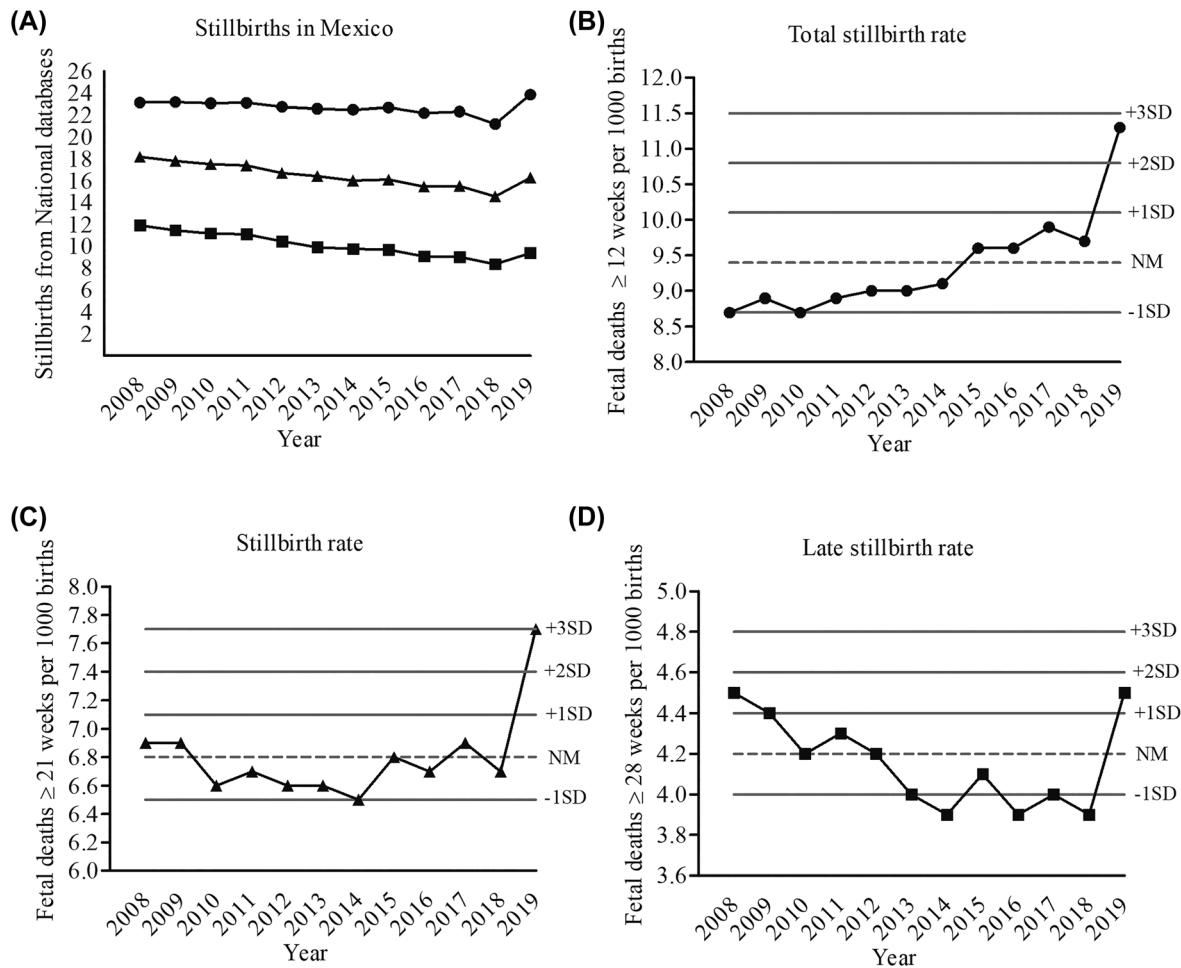 (A)
Stillbirths in Mexico
Stillbirths from National databases
26
24
22
20
18
16
14
12
10
8
6
4
2
2008
2009
2010
2011
2012
2013
2014
2015
2016
2017
2018
2019
Year
(B)
Total stillbirth rate
Fetal deaths ≥ 12 weeks per 1000 births
12.0
11.5
11.0
10.5
10.0
9.5
9.0
8.5
8.0
+3SD
+2SD
+1SD
NM
-1SD
2008
2009
2010
2011
2012
2013
2014
2015
2016
2017
2018
2019
Year
(C)
Stillbirth rate
Fetal deaths ≥ 21 weeks per 1000 births
8.0
7.8
7.6
7.4
7.2
7.0
6.8
6.6
6.4
6.2
6.0
+3SD
+2SD
+1SD
NM
-1SD
2008
2009
2010
2011
2012
2013
2014
2015
2016
2017
2018
2019
Year
(D)
Late stillbirth rate
Fetal deaths ≥ 28 weeks per 1000 births
5.0
4.8
4.6
4.4
4.2
4.0
3.8
3.6
+3SD
+2SD
+1SD
NM
-1SD
2008
2009
2010
2011
2012
2013
2014
2015
2016
2017
2018
2019
Year